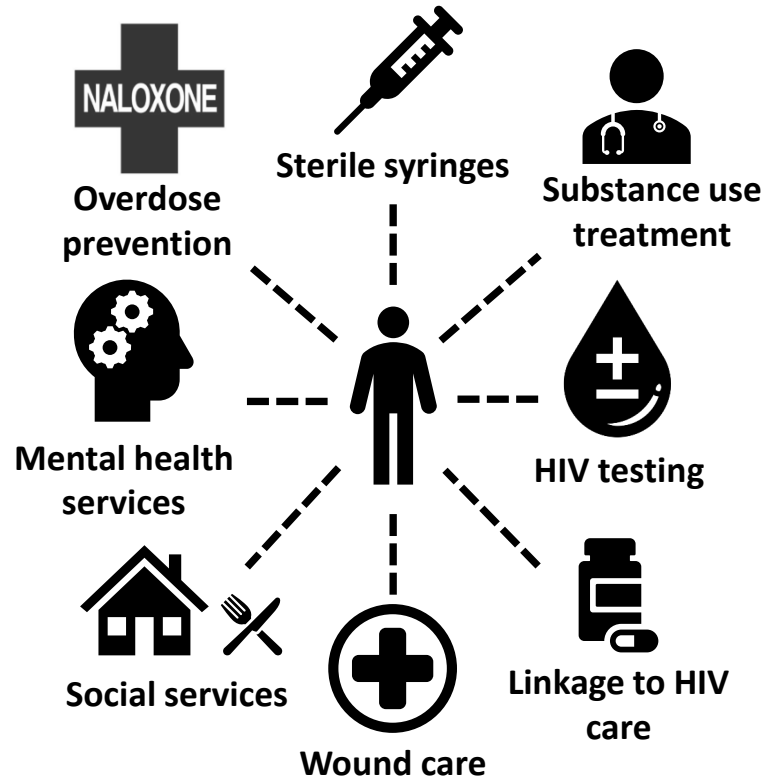 NALOXONE
Overdose
prevention
Sterile syringes
Substance use
treatment
Mental health
services
HIV testing
Social services
Wound care
Linkage to HIV
care